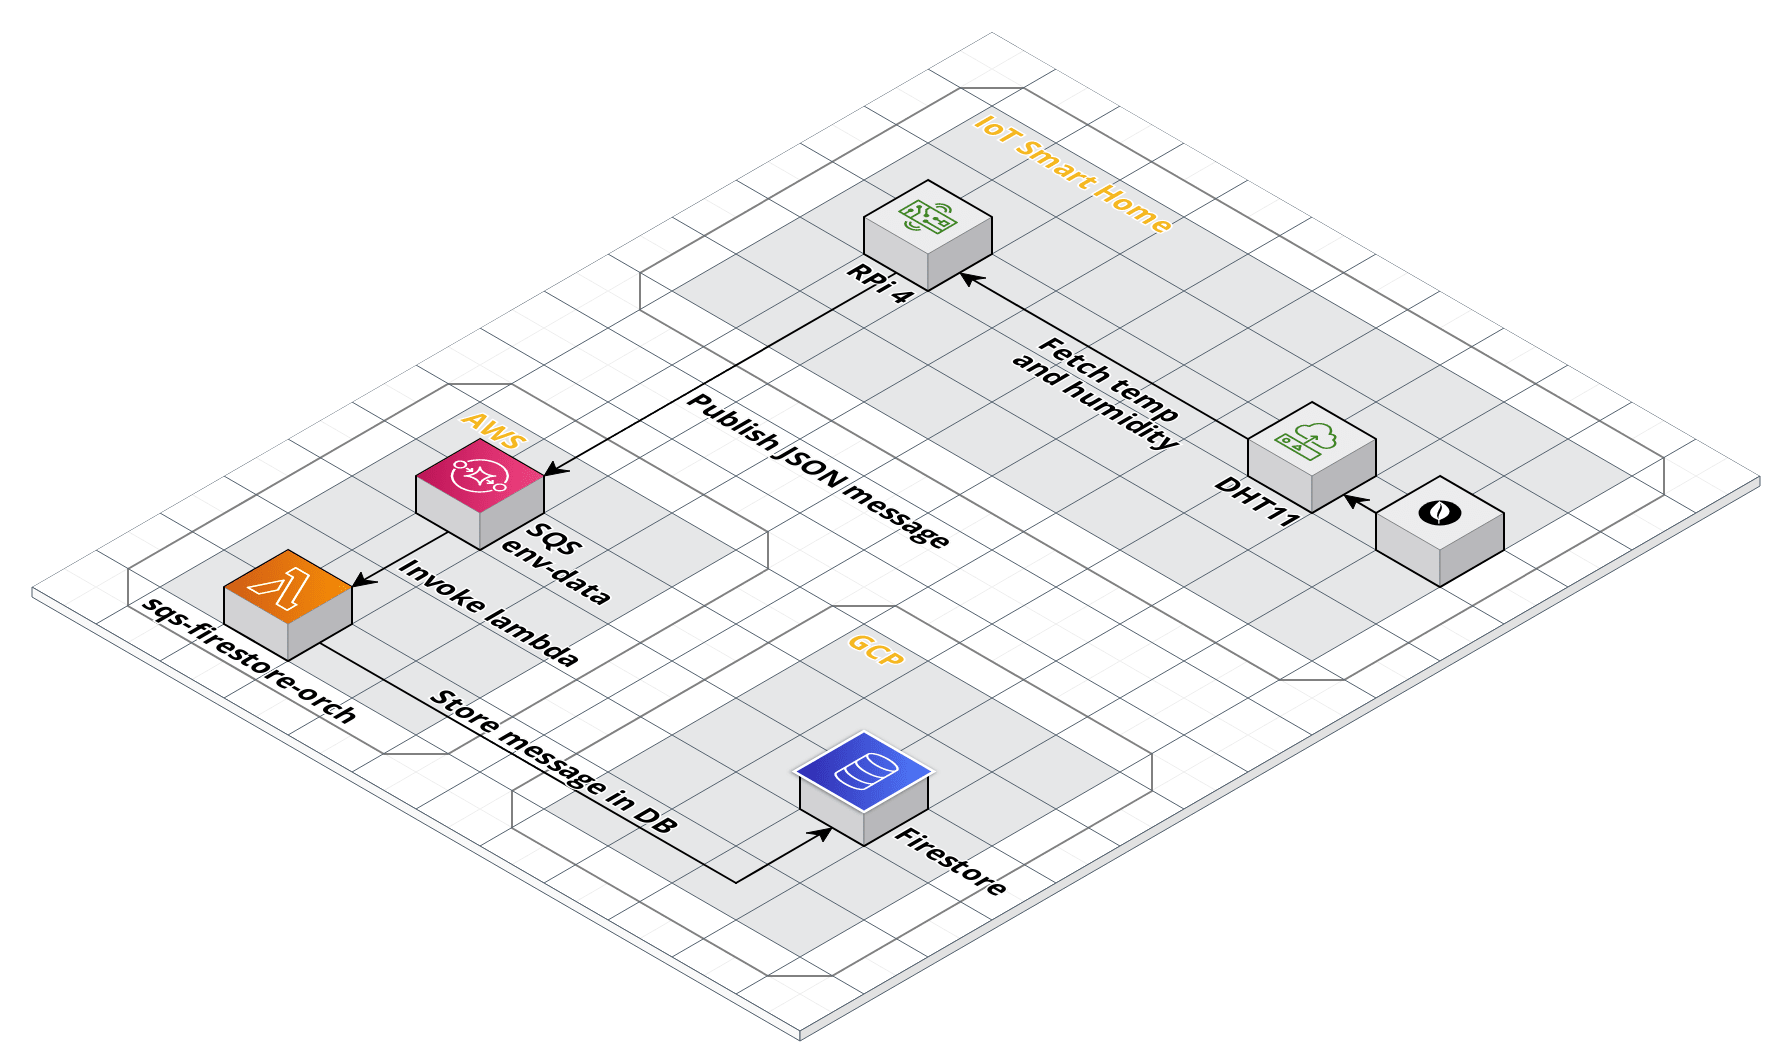 IoT Smart Home
RPi 4
Fetch temp
and humidity
DHT11
Publish JSON message
AWS
SQS
env-data
Invoke lambda
sqs-firestore-orch
Store message in DB
GCP
Firestore